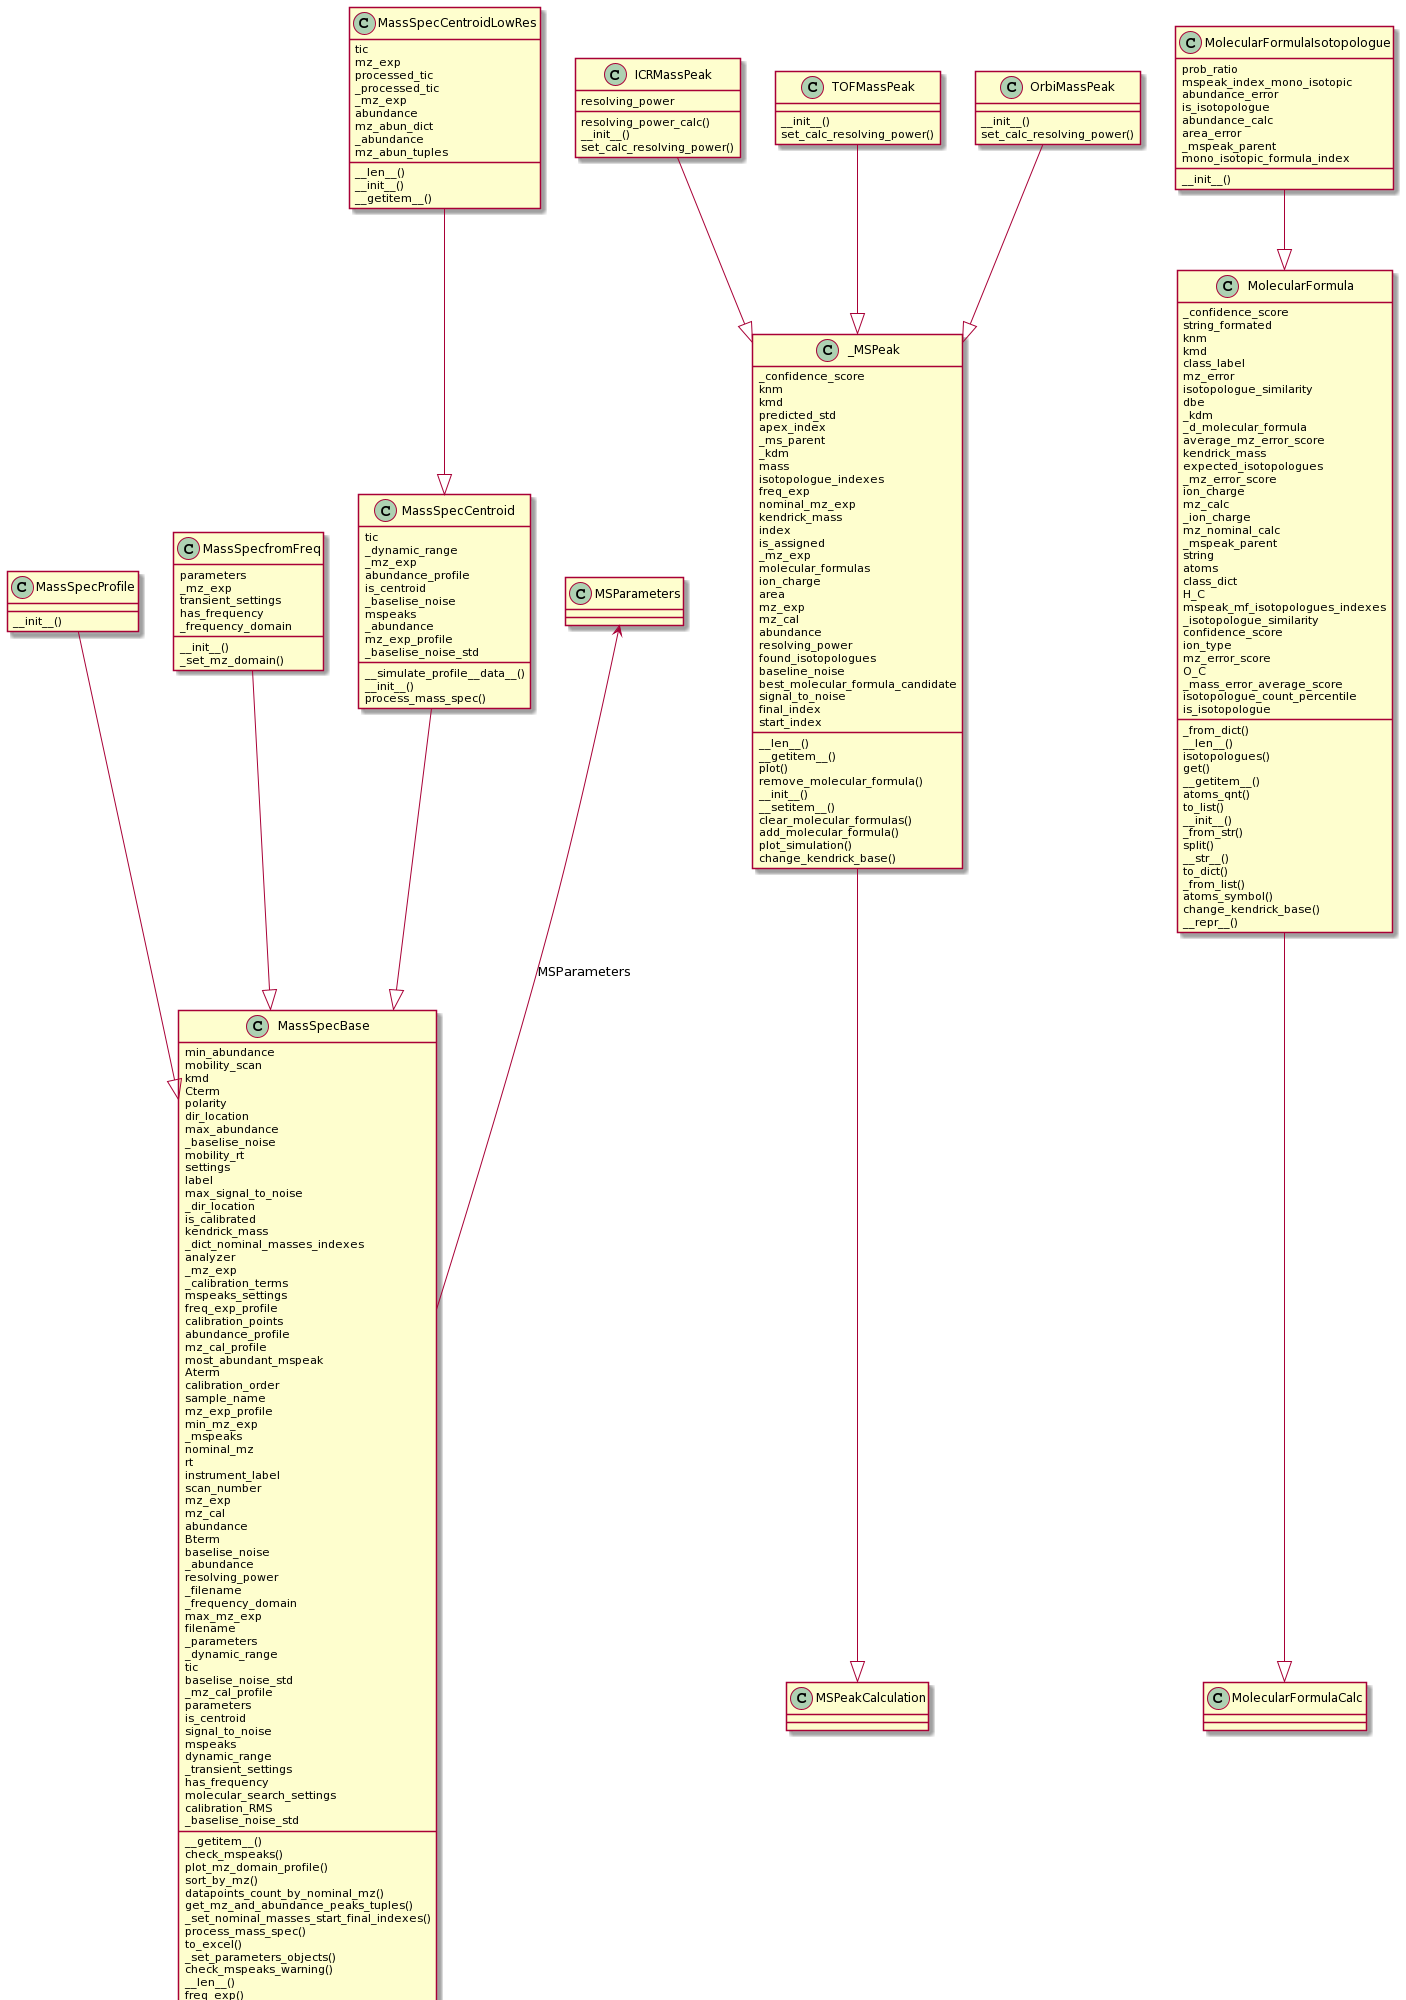 MassSpecCentroidLowRes
tic
mz_exp
processed_tic
_processed_tic
_mz_exp
abundance
mz_abun_dict
_abundance
mz_abun_tuples
__len__()
__init__()
__getitem__()
ICRMassPeak
resolving_power
resolving_power_calc()
__init__()
set_calc_resolving_power()
TOFMassPeak
__init__()
set_calc_resolving_power()
OrbiMassPeak
__init__()
set_calc_resolving_power()
MolecularFormulaIsotopologue
prob_ratio
mspeak_index_mono_isotopic
abundance_error
is_isotopologue
abundance_calc
area_error
_mspeak_parent
mono_isotopic_formula_index
__init__()
MolecularFormula
_confidence_score
string_formated
knm
kmd
class_label
mz_error
isotopologue_similarity
dbe
_kdm
_d_molecular_formula
average_mz_error_score
kendrick_mass
expected_isotopologues
_mz_error_score
ion_charge
mz_calc
_ion_charge
mz_nominal_calc
_mspeak_parent
string
atoms
class_dict
H_C
mspeak_mf_isotopologues_indexes
_isotopologue_similarity
confidence_score
ion_type
mz_error_score
O_C
_mass_error_average_score
isotopologue_count_percentile
is_isotopologue
_from_dict()
__len__()
isotopologues()
get()
__getitem__()
atoms_qnt()
to_list()
__init__()
_from_str()
split()
__str__()
to_dict()
_from_list()
atoms_symbol()
change_kendrick_base()
__repr__()
_MSPeak
_confidence_score
knm
kmd
predicted_std
apex_index
_ms_parent
_kdm
mass
isotopologue_indexes
freq_exp
nominal_mz_exp
kendrick_mass
index
is_assigned
_mz_exp
molecular_formulas
ion_charge
area
mz_exp
mz_cal
abundance
resolving_power
found_isotopologues
baseline_noise
best_molecular_formula_candidate
signal_to_noise
final_index
start_index
__len__()
__getitem__()
plot()
remove_molecular_formula()
__init__()
__setitem__()
clear_molecular_formulas()
add_molecular_formula()
plot_simulation()
change_kendrick_base()
MassSpecCentroid
tic
_dynamic_range
_mz_exp
abundance_profile
is_centroid
_baselise_noise
mspeaks
_abundance
mz_exp_profile
_baselise_noise_std
__simulate_profile__data__()
__init__()
process_mass_spec()
MassSpecfromFreq
parameters
_mz_exp
transient_settings
has_frequency
_frequency_domain
__init__()
_set_mz_domain()
MassSpecProfile
__init__()
MSParameters
MSParameters
MassSpecBase
min_abundance
mobility_scan
kmd
Cterm
polarity
dir_location
max_abundance
_baselise_noise
mobility_rt
settings
label
max_signal_to_noise
_dir_location
is_calibrated
kendrick_mass
_dict_nominal_masses_indexes
analyzer
_mz_exp
_calibration_terms
mspeaks_settings
freq_exp_profile
calibration_points
abundance_profile
mz_cal_profile
most_abundant_mspeak
Aterm
calibration_order
sample_name
mz_exp_profile
min_mz_exp
_mspeaks
nominal_mz
rt
instrument_label
scan_number
mz_exp
mz_cal
abundance
Bterm
baselise_noise
_abundance
resolving_power
_filename
_frequency_domain
max_mz_exp
filename
_parameters
_dynamic_range
tic
baselise_noise_std
_mz_cal_profile
parameters
is_centroid
signal_to_noise
mspeaks
dynamic_range
_transient_settings
has_frequency
molecular_search_settings
calibration_RMS
_baselise_noise_std
__getitem__()
check_mspeaks()
plot_mz_domain_profile()
sort_by_mz()
datapoints_count_by_nominal_mz()
get_mz_and_abundance_peaks_tuples()
_set_nominal_masses_start_final_indexes()
process_mass_spec()
to_excel()
_set_parameters_objects()
check_mspeaks_warning()
__len__()
freq_exp()
MSPeakCalculation
MolecularFormulaCalc